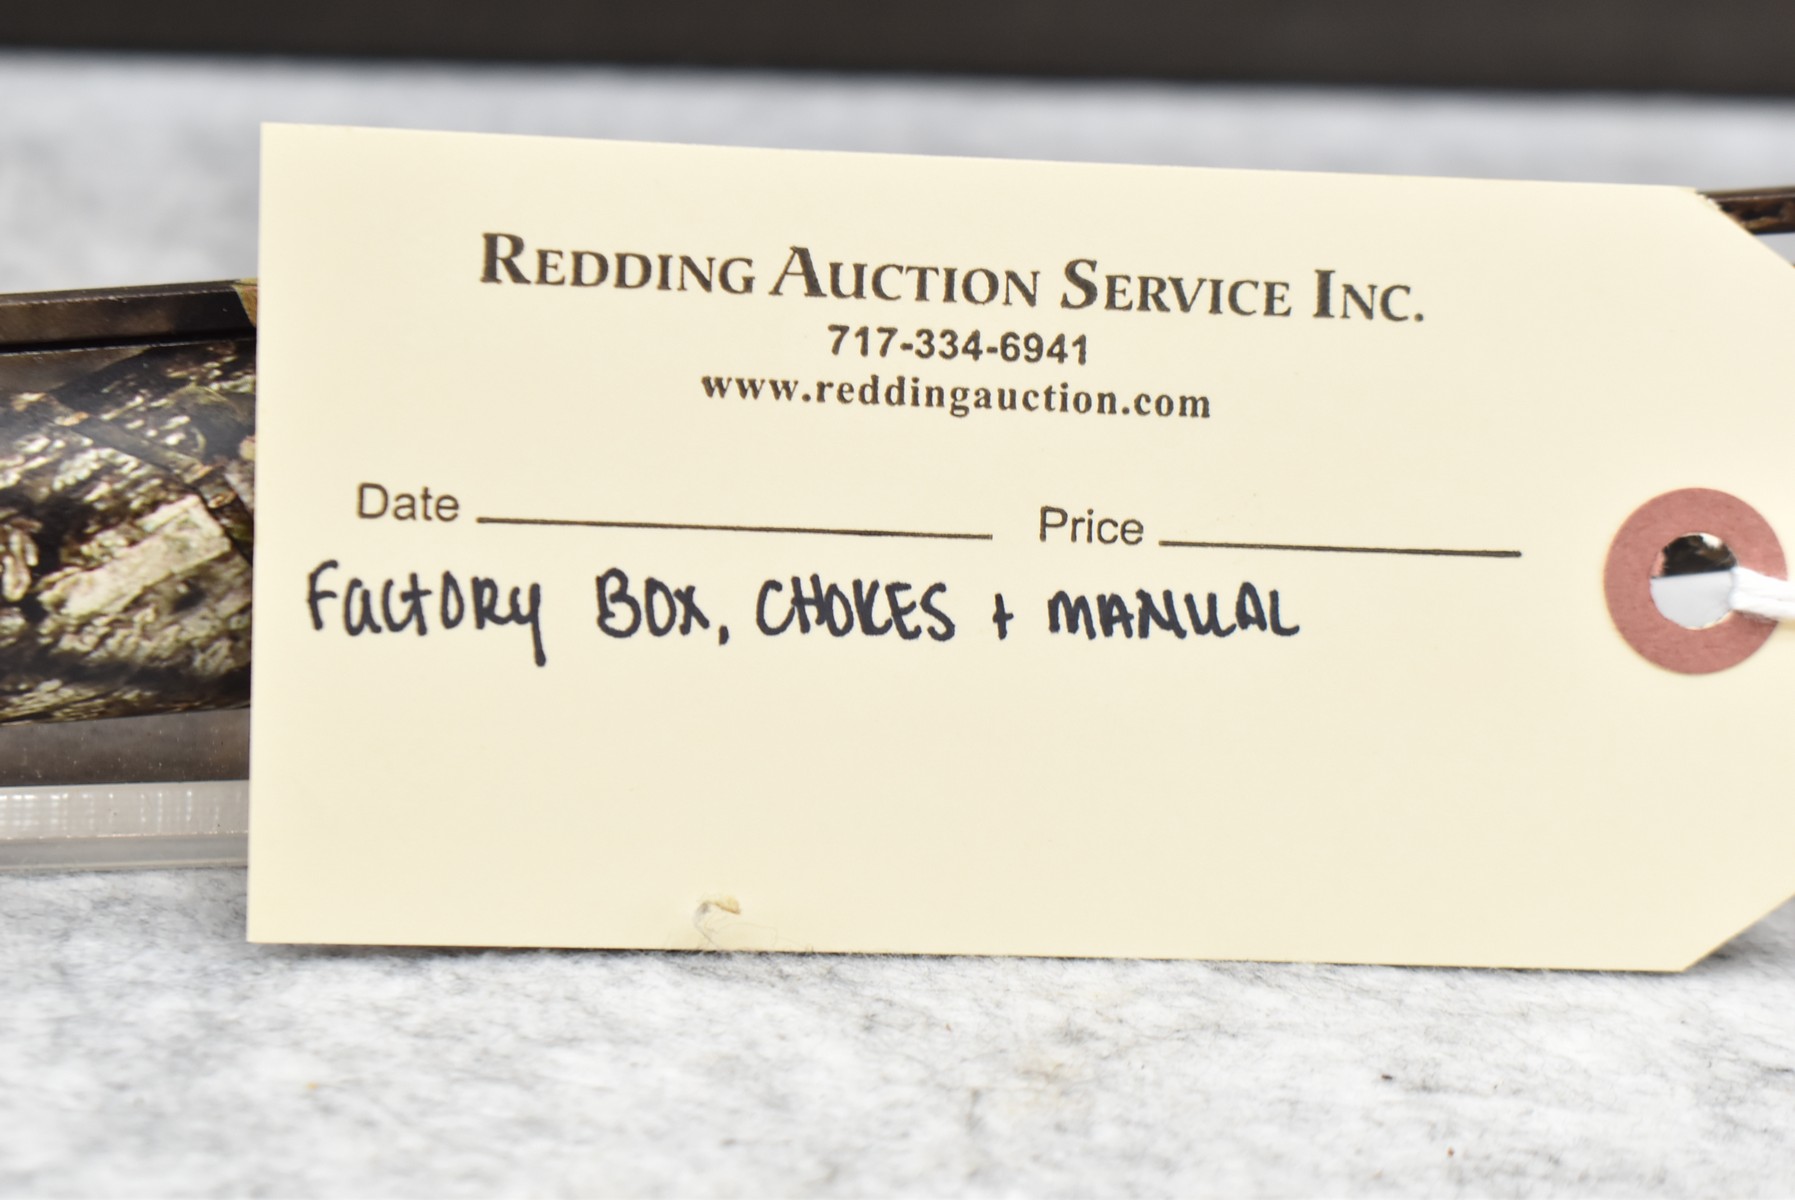 REDDING AUCTION SERVICE INC.
717-334-6941
www.reddingauction.com
Date Price
FACTORY BOX, CHOKES + MANUAL